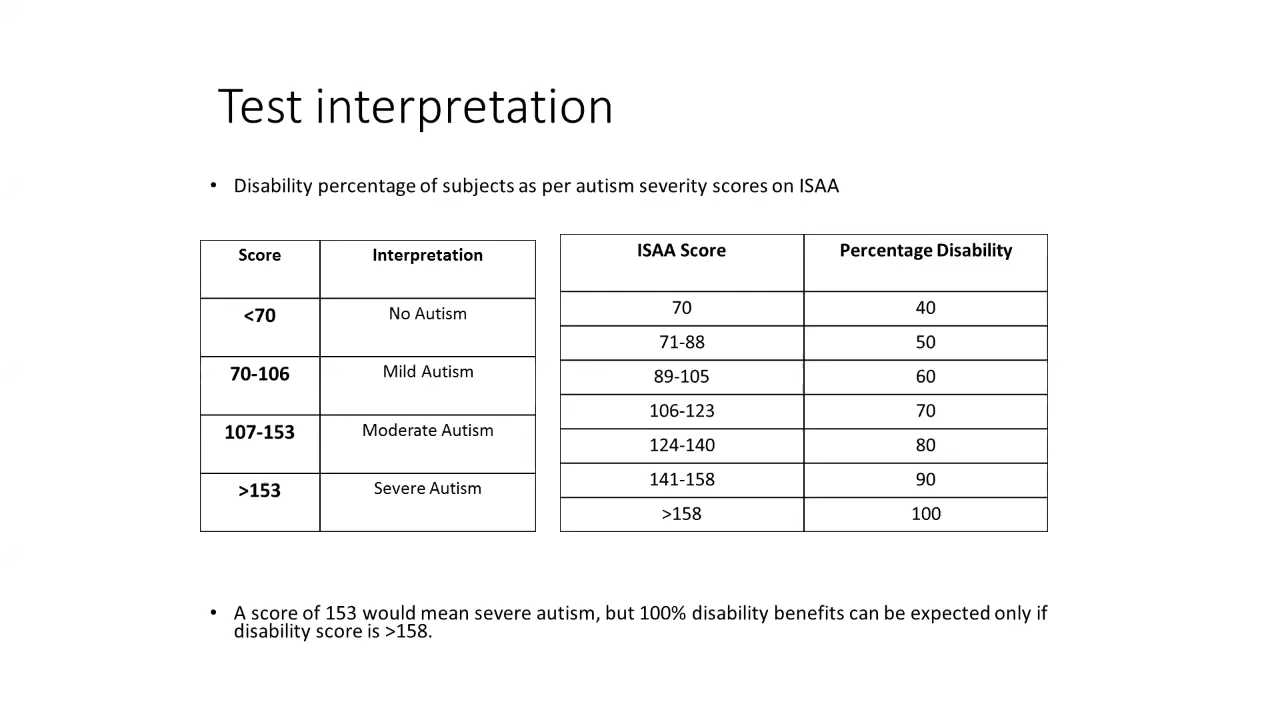 Test interpretation
• Disability percentage of subjects as per autism severity scores on ISAA
Score Interpretation
<70 No Autism
70-106 Mild Autism
107-153 Moderate Autism
>153 Severe Autism
ISAA Score Percentage Disability
70 40
71-88 50
89-105 60
106-123 70
124-140 80
141-158 90
>158 100
• A score of 153 would mean severe autism, but 100% disability benefits can be expected only if
disability score is >158.